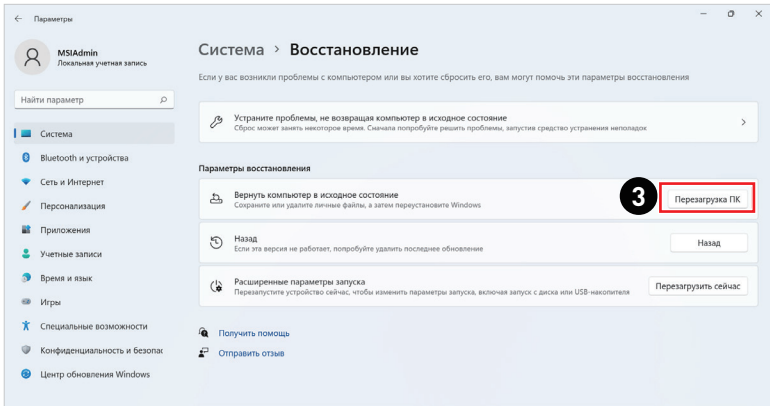 Параметры
MSIAdmin
Локальная учетная запись
Найти параметр
Система
Bluetooth и устройства
Сеть и Интернет
Персонализация
Приложения
Учетные записи
Время и язык
Игры
Специальные возможности
Конфиденциальность и безопас
Центр обновления Windows
Система > Восстановление
Если у вас возникли проблемы с компьютером или вы хотите сбросить его, вам могут помочь эти параметры восстановления
Устраните проблемы, не возвращая компьютер в исходное состояние
Сброс может занять некоторое время. Сначала попробуйте решить проблемы, запустив средство устранения неполадок
Параметры восстановления
Вернуть компьютер в исходное состояние
Сохраните или удалите личные файлы, а затем переустановите Windows
3
Перезагрузка ПК
Назад
Если эта версия не работает, попробуйте удалить последнее обновление
Назад
Расширенные параметры запуска
Перезапустите устройство сейчас, чтобы изменить параметры запуска, включая запуск с диска или USB-накопителя
Перезагрузить сейчас
Получить помощь
Отправить отзыв